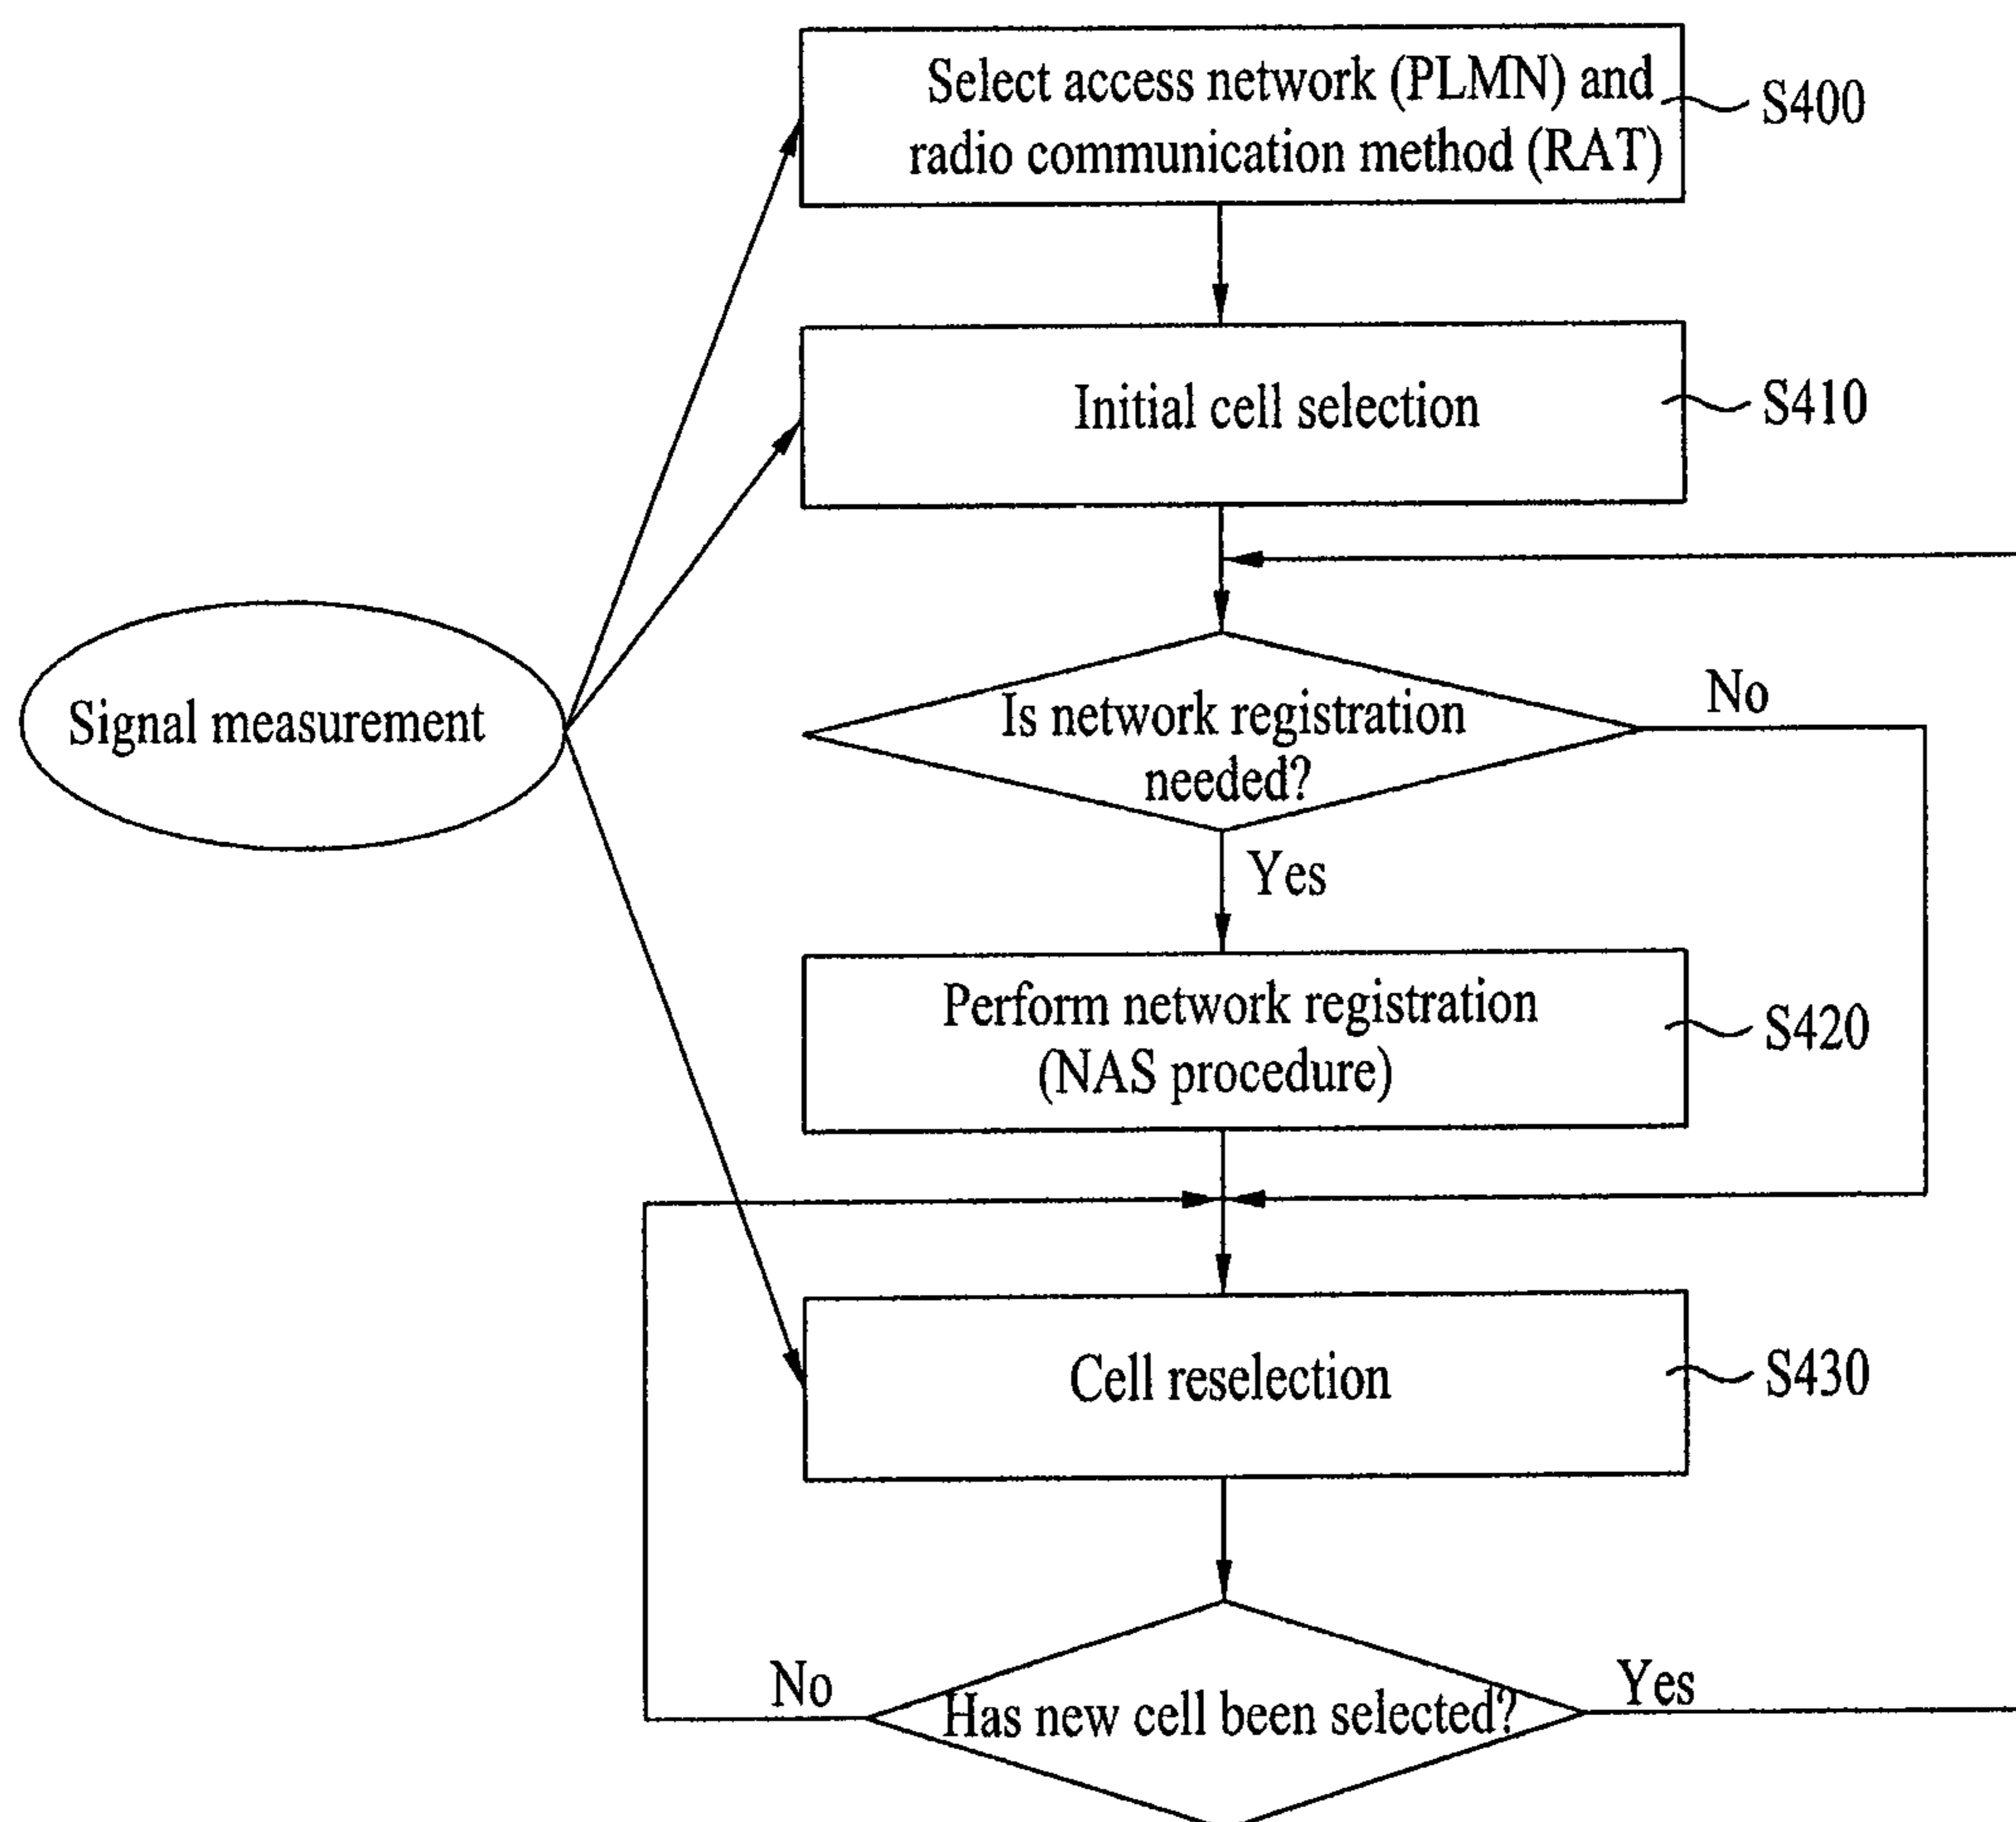 Select access network (PLMN) and
radio communication method (RAT)
S400
Initial cell selection
S410
Signal measurement
Is network registration
needed?
No
Yes
Perform network registration
(NAS procedure)
S420
Cell reselection
S430
No
Has new cell been selected?
Yes